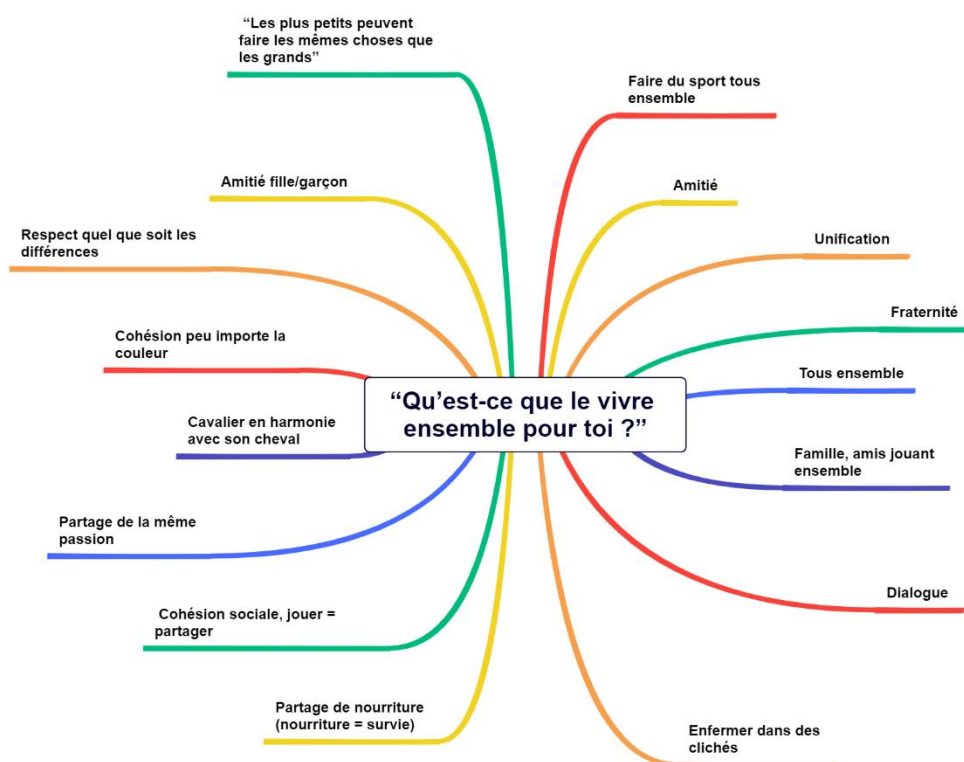 “Les plus petits peuvent
faire les mêmes choses que
les grands”
Faire du sport tous
ensemble
Amitié fille/garçon
Amitié
Respect quel que soit les
différences
Unification
Cohésion peu importe la
couleur
Fraternité
Tous ensemble
“Qu’est-ce que le vivre
ensemble pour toi ?”
Cavalier en harmonie
avec son cheval
Famille, amis jouant
ensemble
Partage de la même
passion
Dialogue
Cohésion sociale, jouer =
partager
Partage de nourriture
(nourriture = survie)
Enfermer dans des
clichés